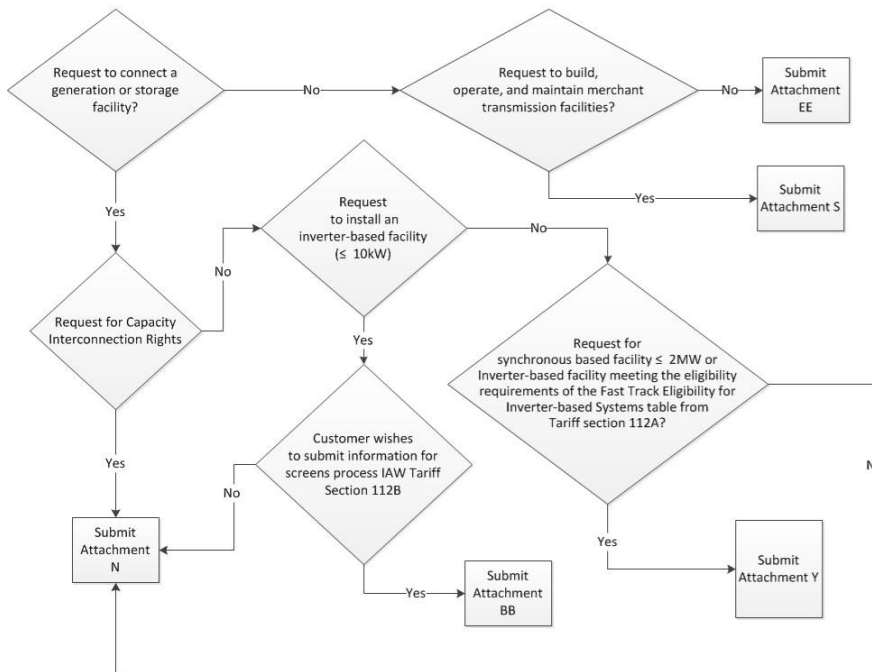 Request to connect a
generation or storage
facility?
No
Request to build,
operate, and maintain merchant
transmission facilities?
No
Submit
Attachment
EE
Yes
Submit
Attachment S
Yes
Request
to install an
inverter-based facility
(≤ 10kW)
No
No
Request for Capacity
Interconnection Rights
Yes
Request for
synchronous based facility ≤ 2MW or
Inverter-based facility meeting the eligibility
requirements of the Fast Track Eligibility for
Inverter-based Systems table from
Tariff section 112A?
Customer wishes
to submit information for
screens process IAW Tariff
Section 112B
Yes
No
Submit
Attachment
N
Yes
Submit
Attachment Y
Yes
Submit
Attachment
BB